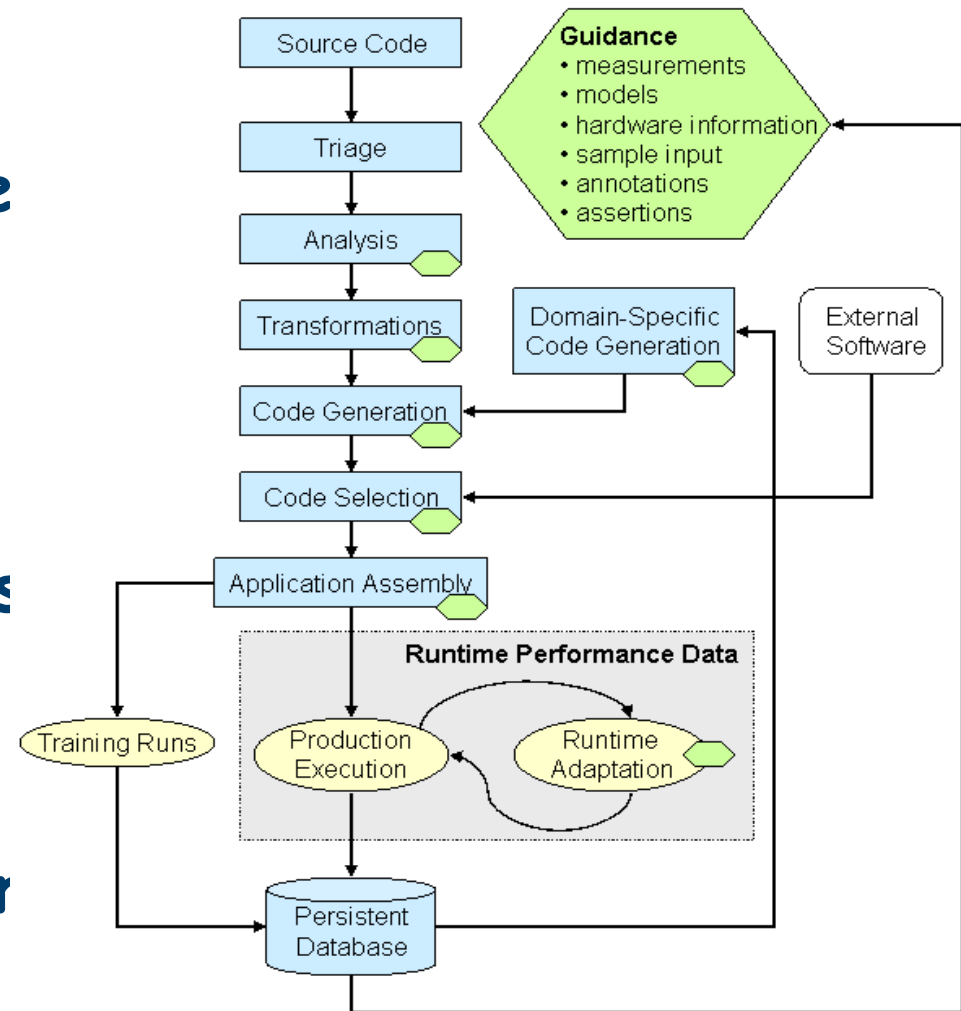 Source Code
Guidance
• measurements
• models
• hardware information
• sample input
• annotations
• assertions
Triage
e
Analysis
Transformations
Domain-Specific
Code Generation
External
Software
Code Generation
Code Selection
s
Application Assembly
Runtime Performance Data
Training Runs
Production
Execution
Runtime
Adaptation
r
Persistent
Database